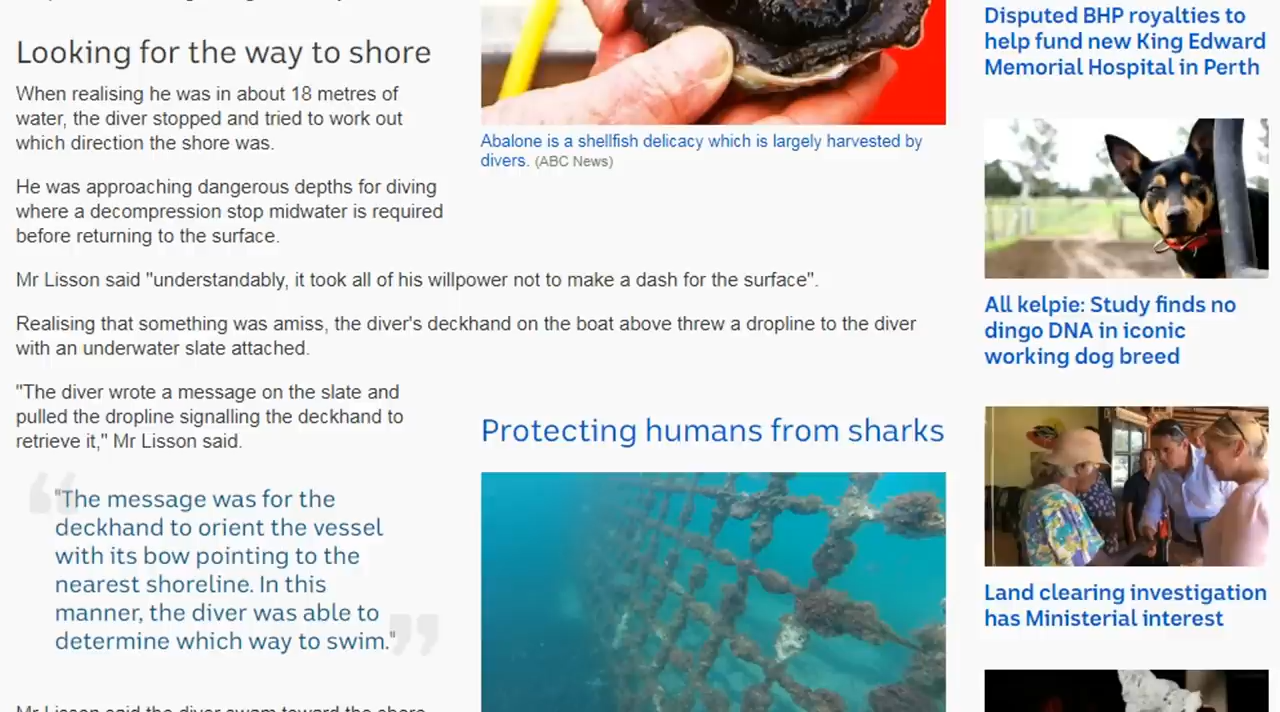 Looking for the way to shore
When realising he was in about 18 metres of
water, the diver stopped and tried to work out
which direction the shore was.
He was approaching dangerous depths for diving
where a decompression stop midwater is required
before returning to the surface.
Mr Lisson said "understandably, it took all of his willpower not to make a dash for the surface".
Realising that something was amiss, the diver's deckhand on the boat above threw a dropline to the diver
with an underwater slate attached.
"The diver wrote a message on the slate and
pulled the dropline signalling the deckhand to
retrieve it," Mr Lisson said.
"The message was for the
deckhand to orient the vessel
with its bow pointing to the
nearest shoreline. In this
manner, the diver was able to
determine which way to swim."
Mr Lisson said the diver swam toward the shore
Abalone is a shellfish delicacy which is largely harvested by
divers. (ABC News)
Protecting humans from sharks
Disputed BHP royalties to
help fund new King Edward
Memorial Hospital in Perth
All kelpie: Study finds no
dingo DNA in iconic
working dog breed
Land clearing investigation
has Ministerial interest